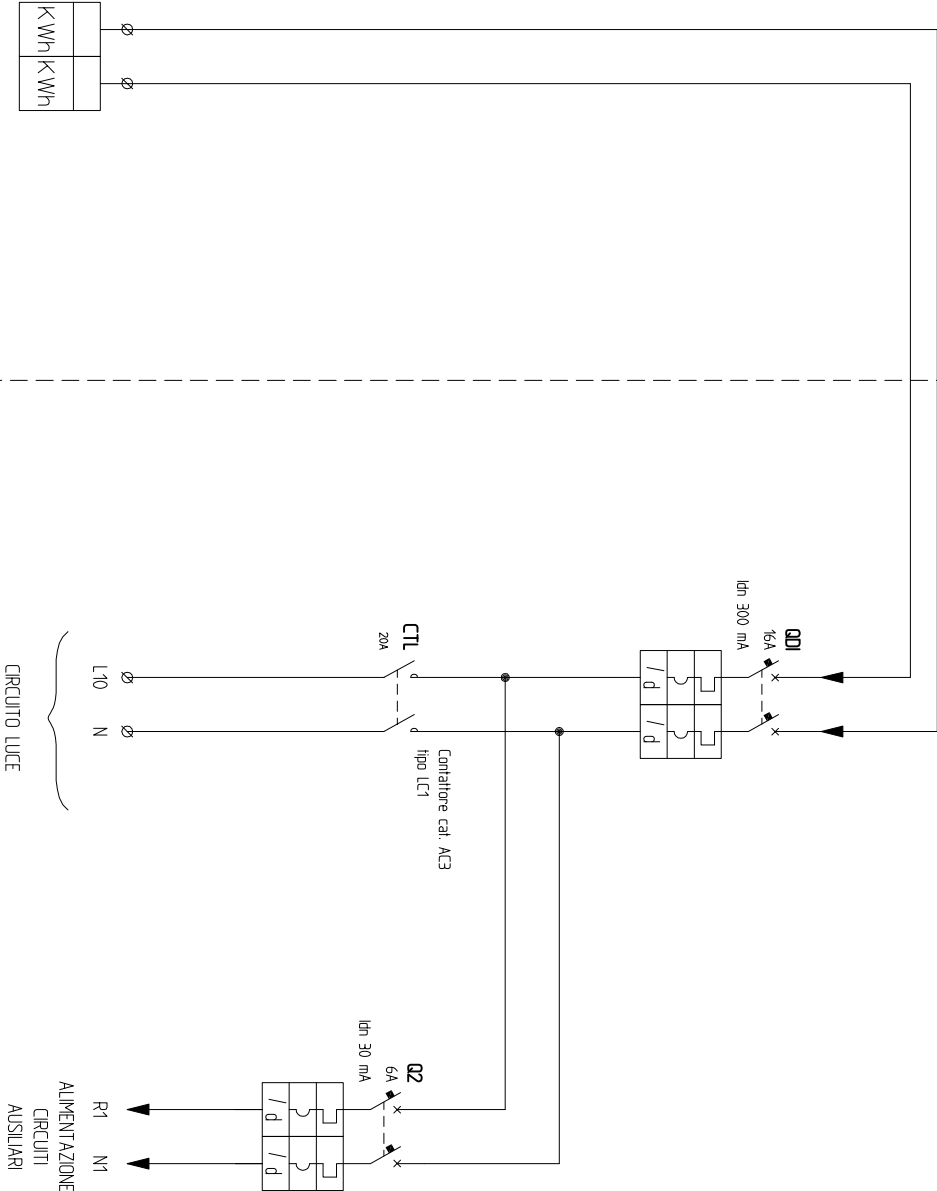 KWh
KWh
QDI
16A
Idn 300 mA
I d
I d
CTL
20A
Contattore cat. AC3
tipo LC1
L10
N
CIRCUITO LUCE
Q2
6A
Idn 30 mA
I d
I d
R1
N1
ALIMENTAZIONE
CIRCUITI
AUSILIARI